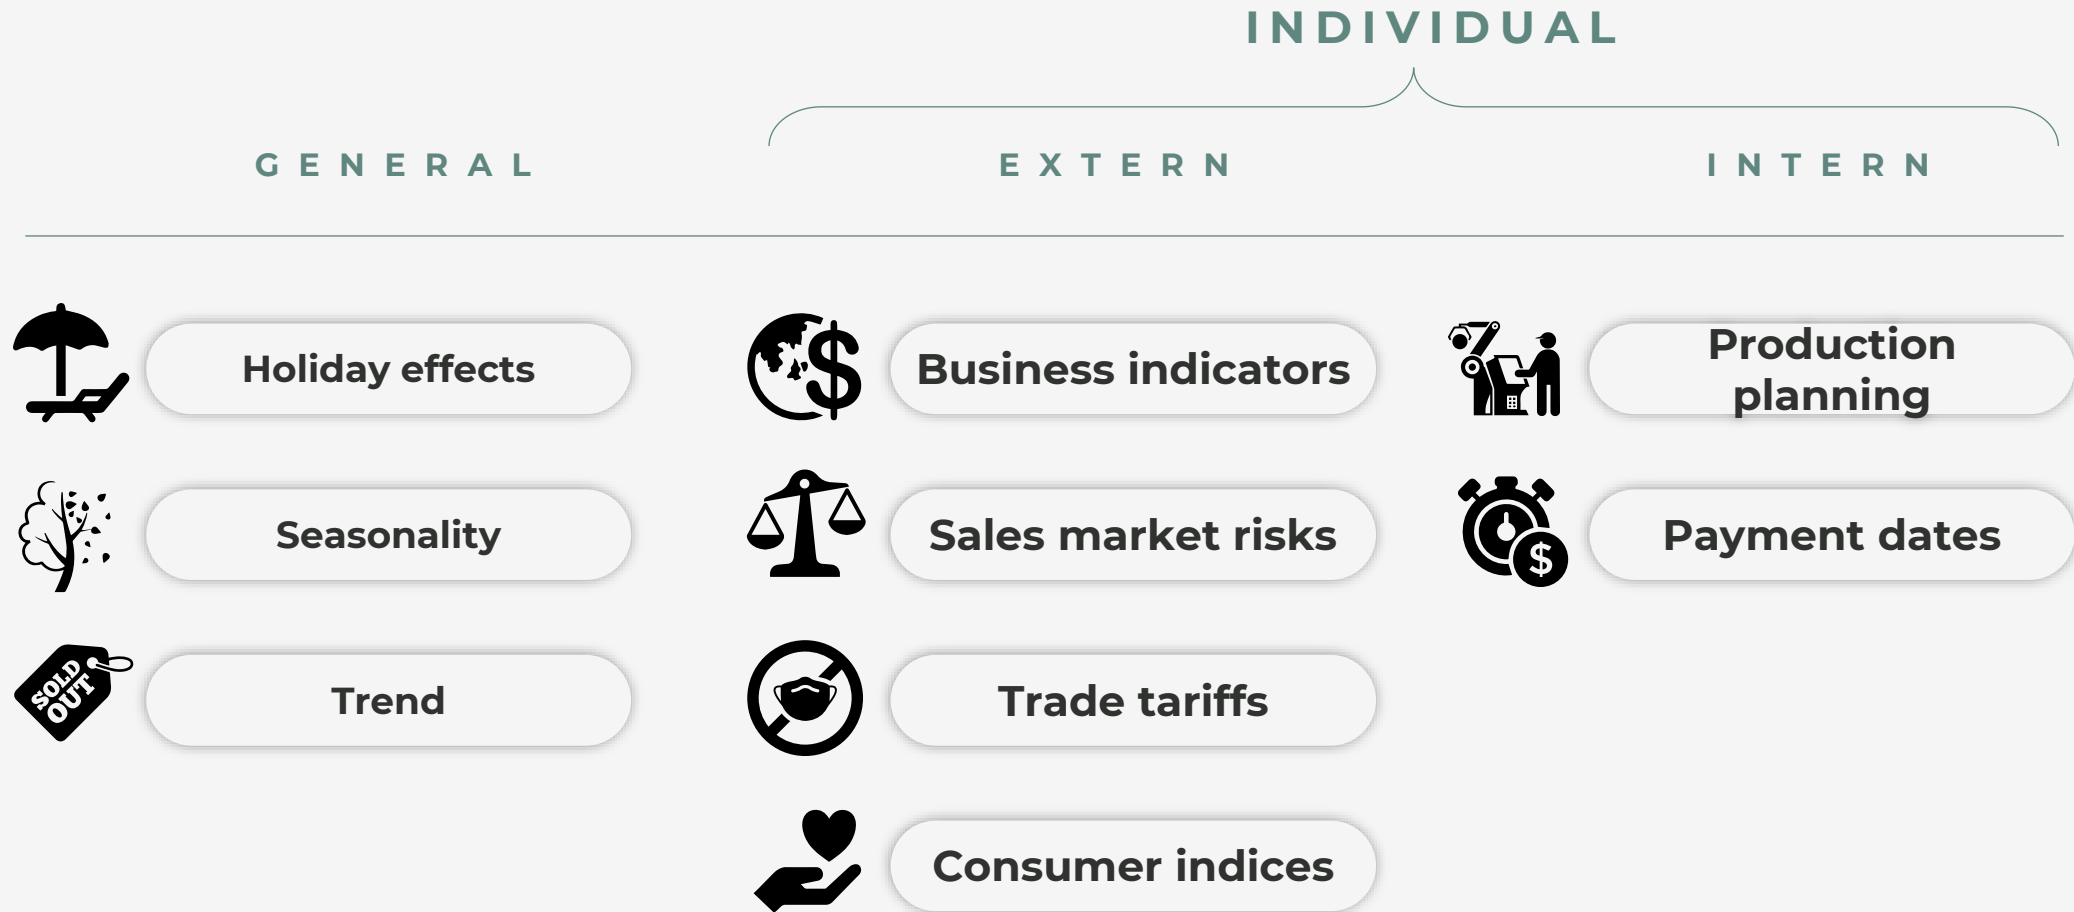 INDIVIDUAL
GENERAL
EXTERN
INTERN
Holiday effects
Business indicators
Production
planning
Seasonality
Sales market risks
Payment dates
SOLD
OUT
Trend
Trade tariffs
Consumer indices
$
$